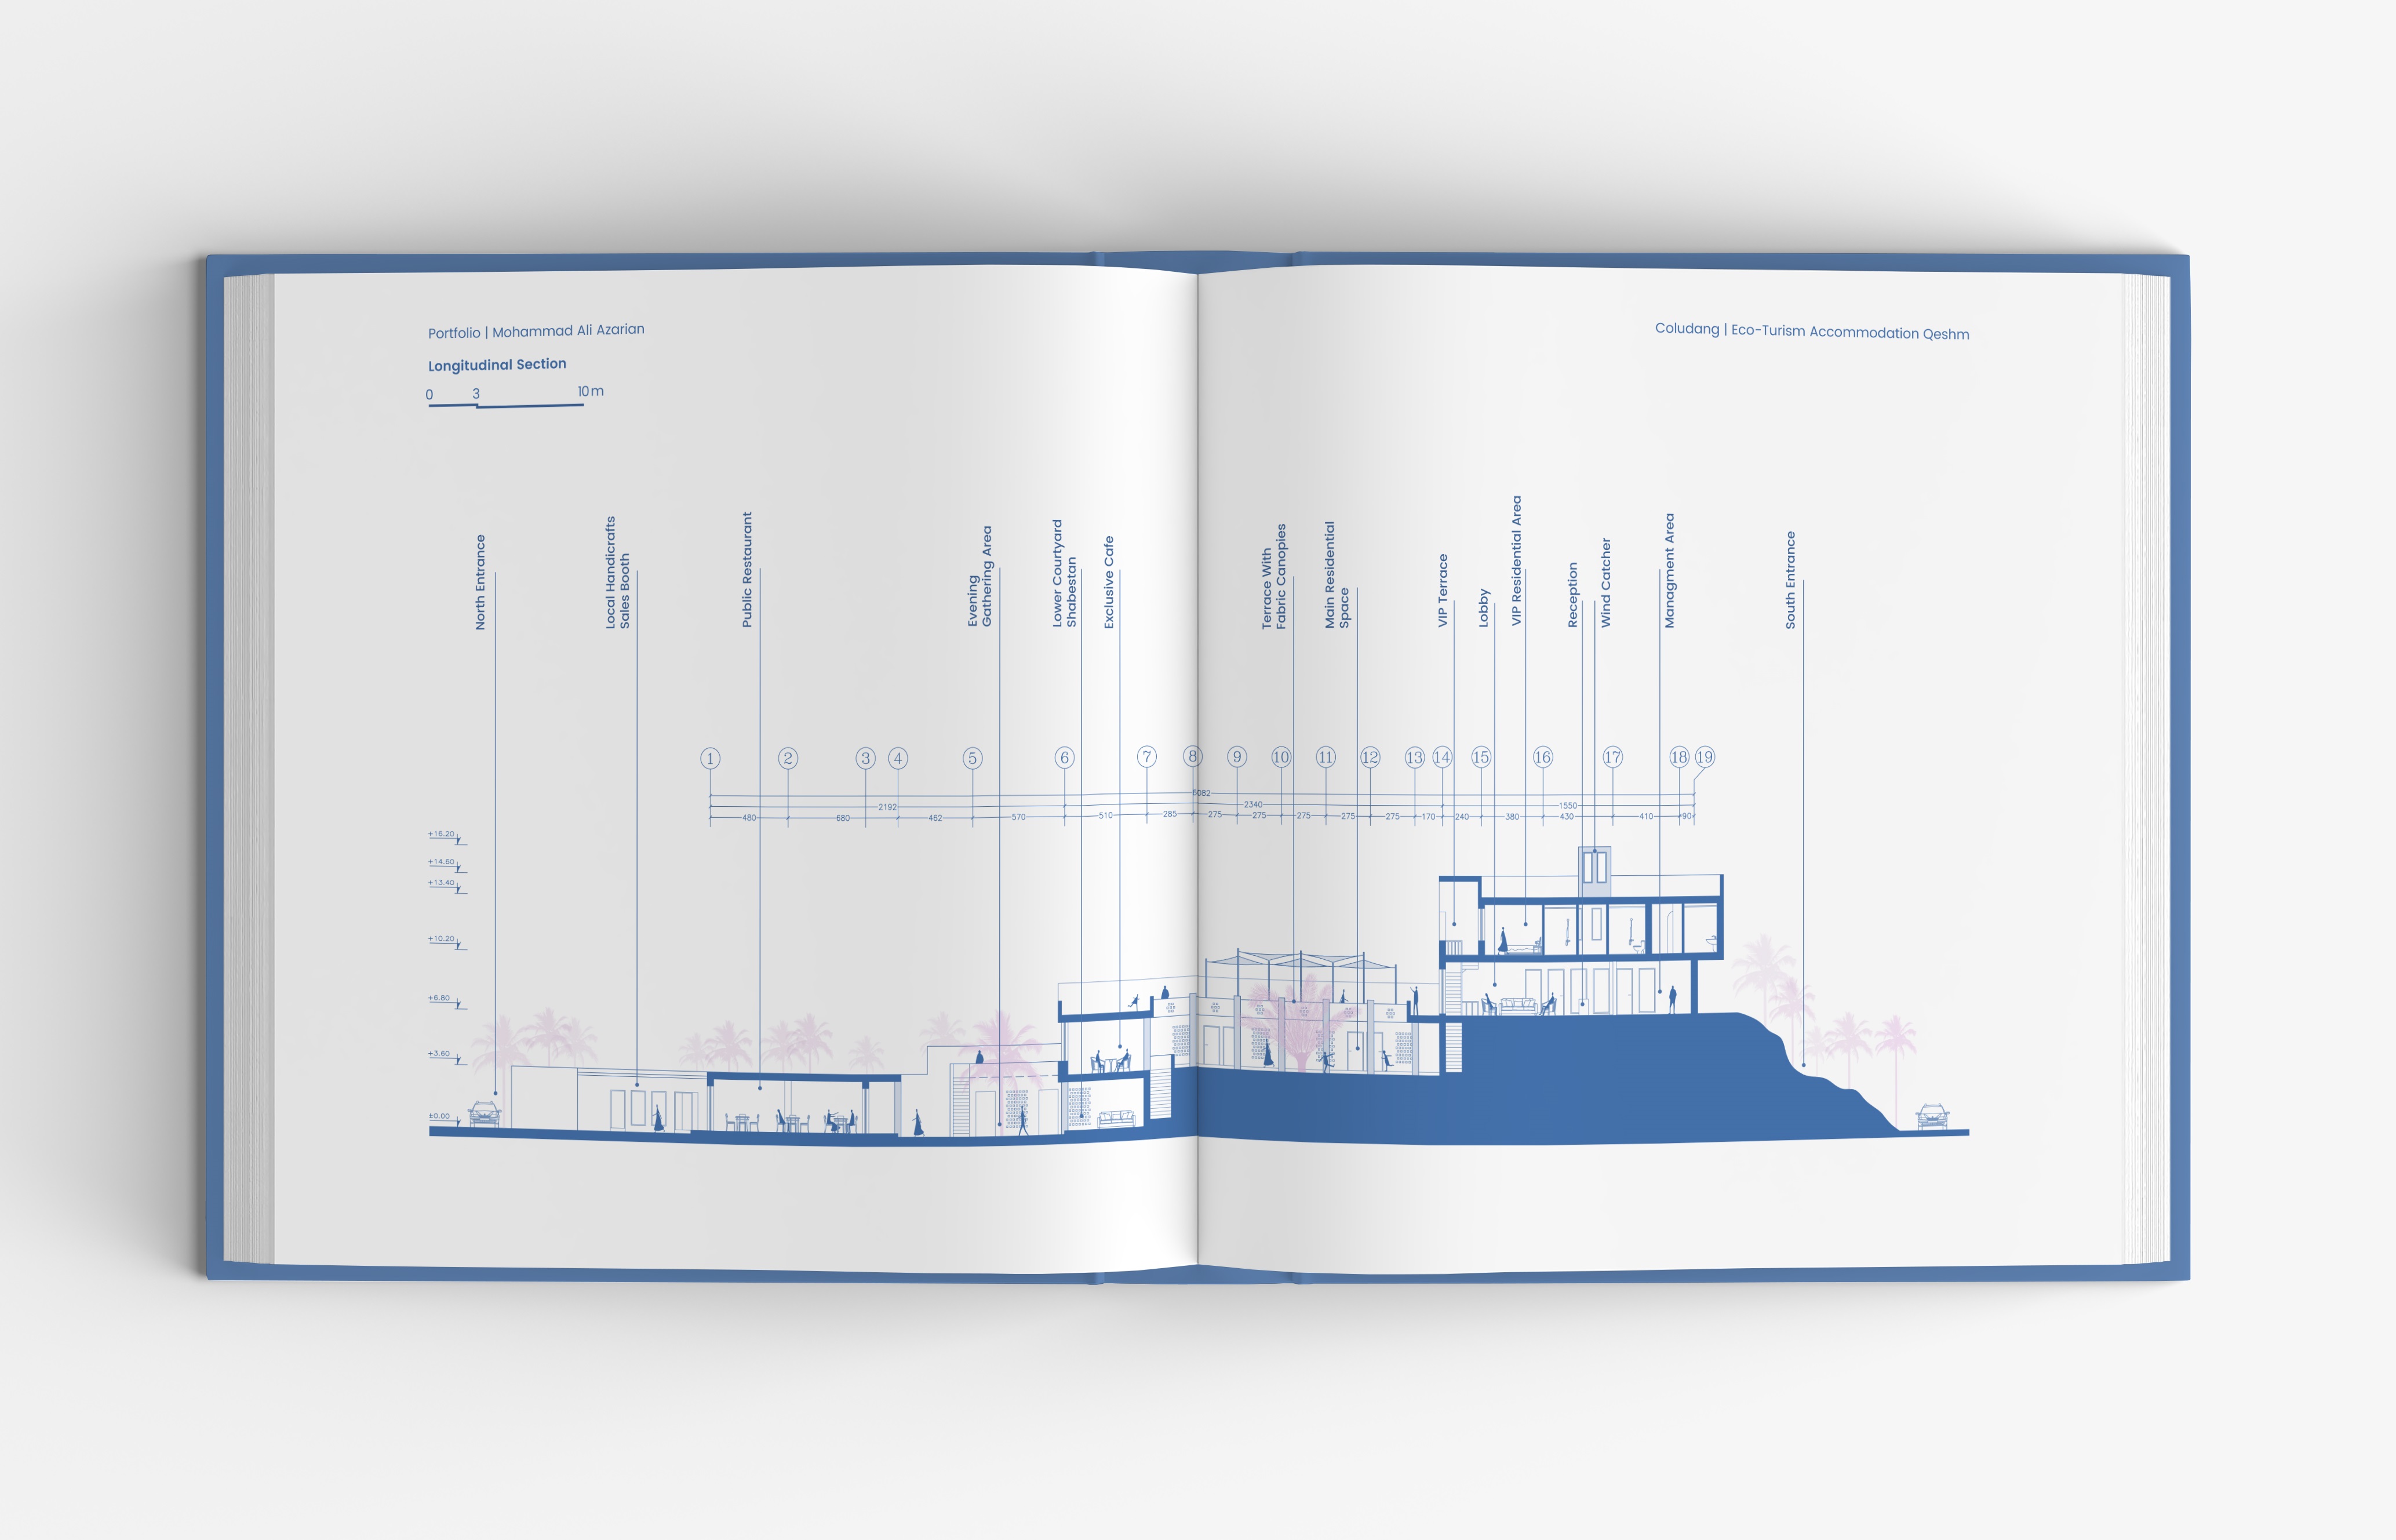 Portfolio | Mohammad Ali Azarian
Longitudinal Section
0 3 10m
Coludang | Eco-Turism Accommodation Qeshm
North Entrance
Local Handicrafts
Sales Booth
Public Restaurant
Evening
Gathering Area
Lower Courtyard
Shabestan
Exclusive Cafe
Terrace With
Fabric Canopies
Main Residential
Space
VIP Terrace
Lobby
VIP Residential Area
Reception
Wind Catcher
Managment Area
South Entrance
1 2 3 4 5 6 7 8 9 10 11 12 13 14 15 16 17 18 19
6082
2192 2340 1550
480 680 462 570 510 285 275 275 275 275 275 170 240 380 430 410 90
+16.20
+14.60
+13.40
+10.20
+6.80
+3.60
±0.00